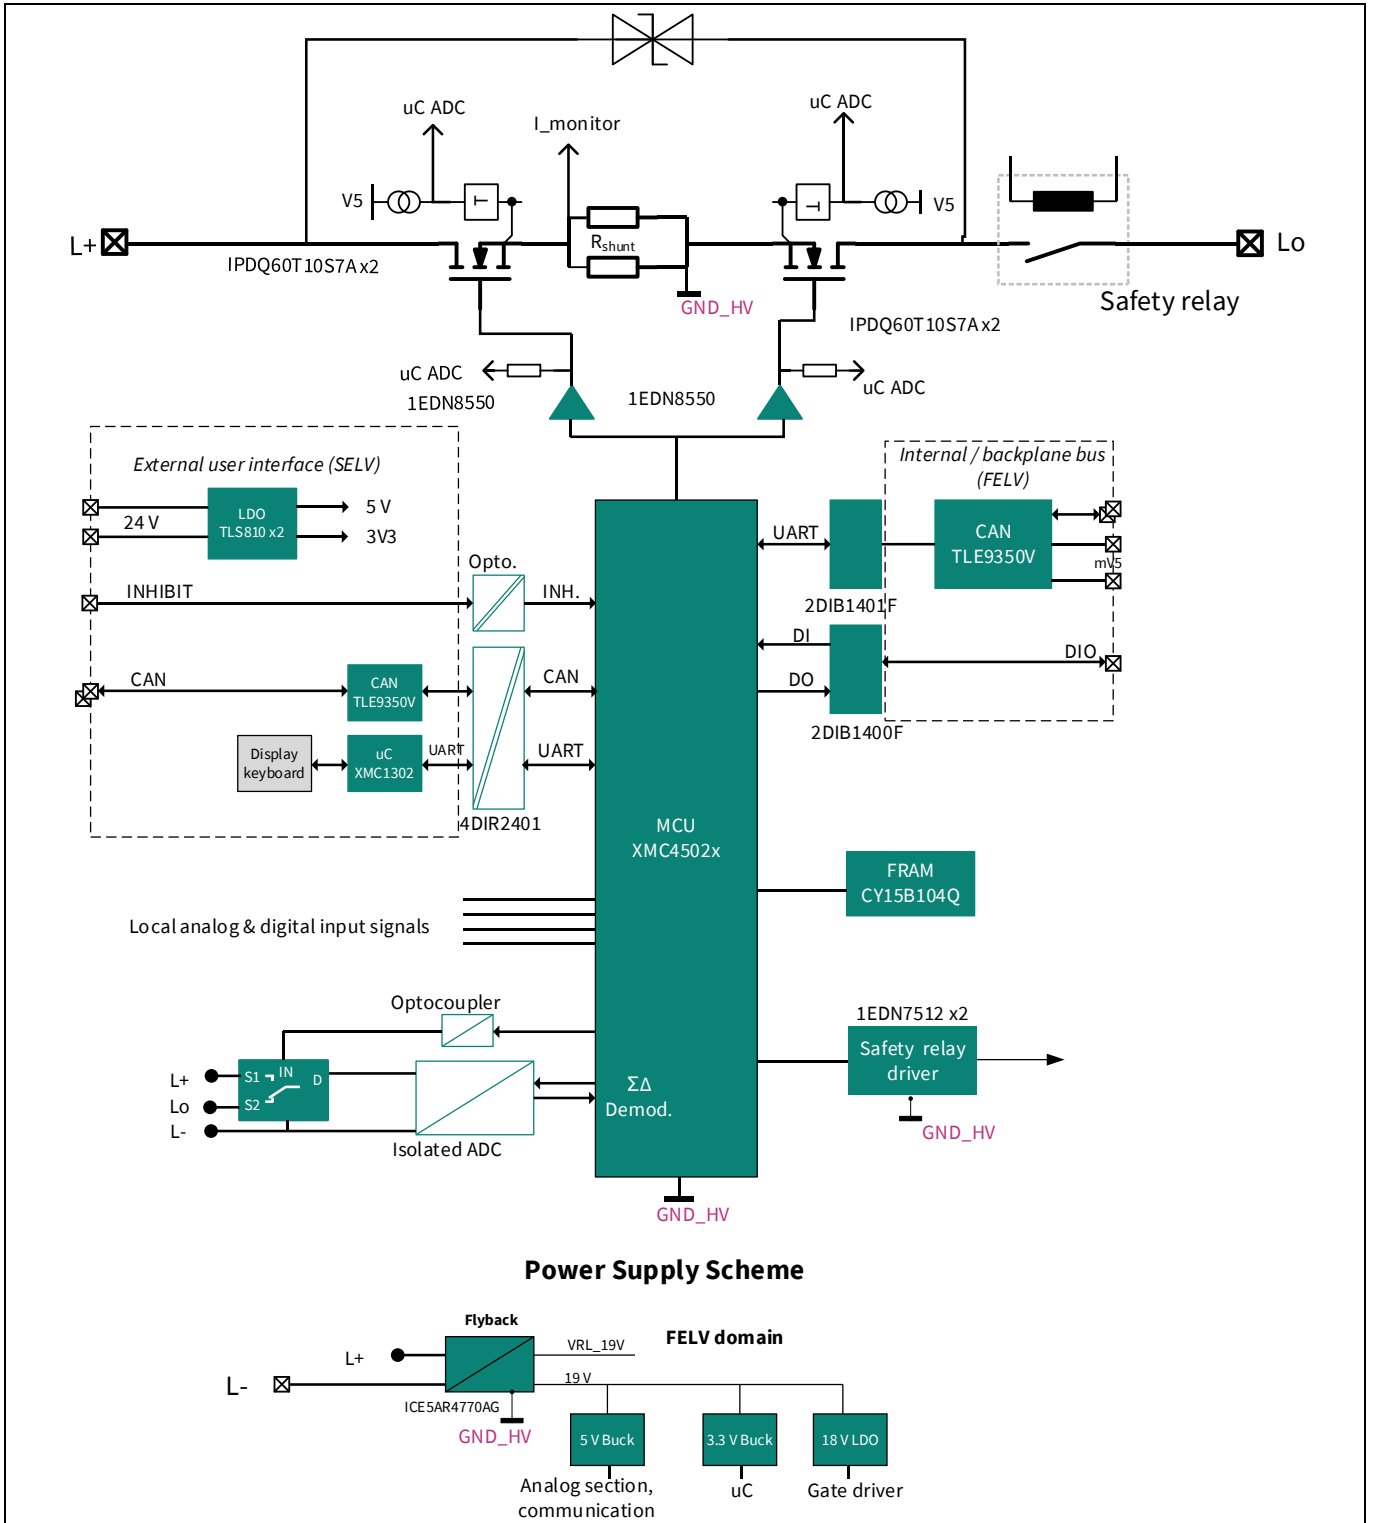 uC ADC
I_monitor
uC ADC
V5
T
T
V5
L+
Rshunt
Lo
IPDQ60T10S7A x2
GND_HV
Safety relay
IPDQ60T10S7A x2
uC ADC
uC ADC
1EDN8550
1EDN8550
External user interface (SELV)
LDO
TLS810 x2
5 V
24 V
3V3
Opto.
INHIBIT
INH.
CAN
CAN
TLE9350V
CAN
Display
keyboard
uC
XMC1302
UART
UART
4DIR2401
Internal / backplane bus
(FELV)
UART
CAN
TLE9350V
mV5
2DIB1401F
DI
DIO
DO
2DIB1400F
MCU
XMC4502x
FRAM
CY15B104Q
Local analog & digital input signals
Optocoupler
1EDN7512 x2
Safety relay
driver
L+
S1
IN
D
Lo
S2
L-
ΣΔ
Demod.
Isolated ADC
GND_HV
GND_HV
Power Supply Scheme
Flyback
FELV domain
VRL_19V
L+
19 V
L-
ICE5AR4770AG
GND_HV
5 V Buck
3.3 V Buck
18 V LDO
Analog section,
communication
uC
Gate driver